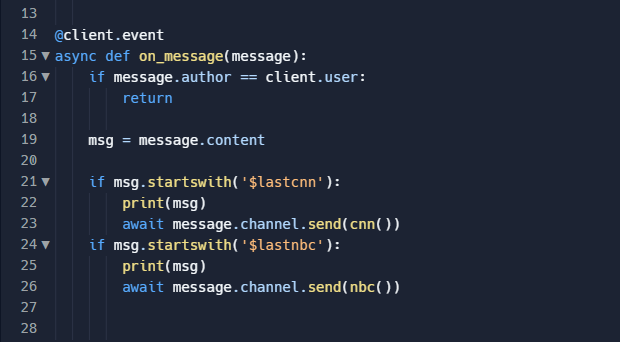 13
14 @client.event
15 async def on_message(message):
16     if message.author == client.user:
17         return
18
19     msg = message.content
20
21     if msg.startswith('$lastcnn'):
22         print(msg)
23         await message.channel.send(cnn())
24     if msg.startswith('$lastnbc'):
25         print(msg)
26         await message.channel.send(nbc())
27
28